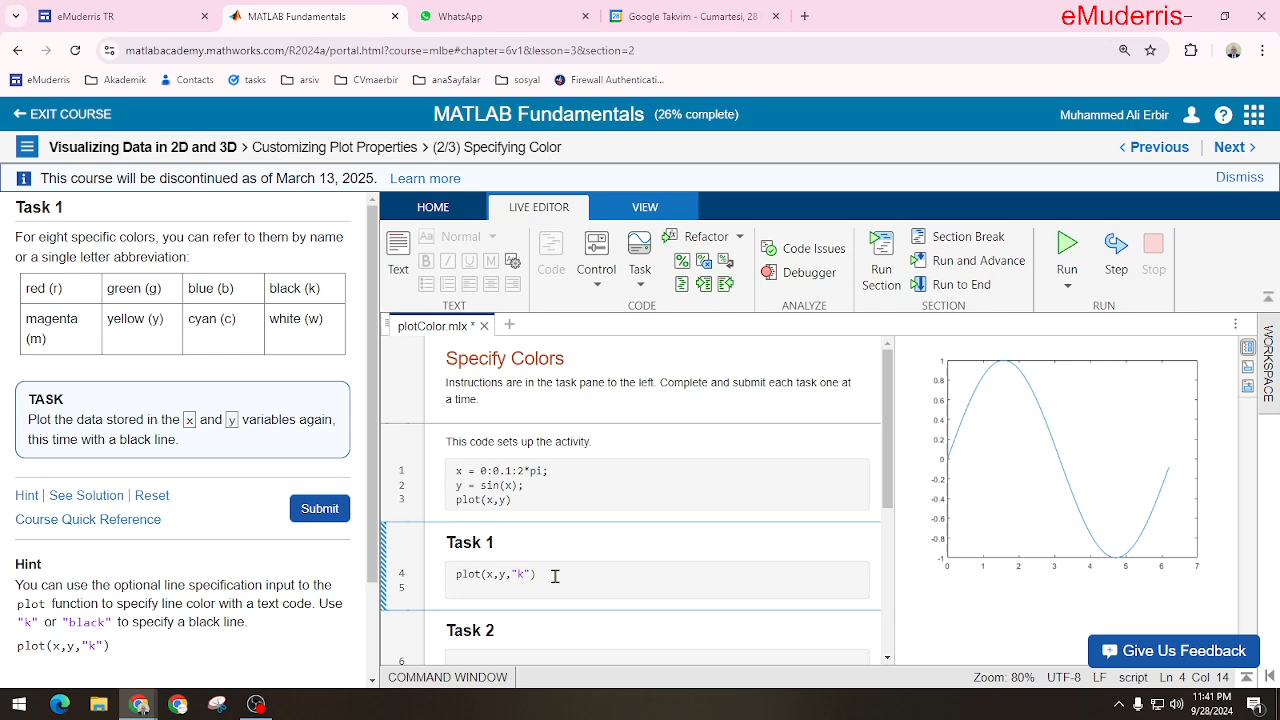 eMuderris TR
MATLAB Fundamentals
WhatsApp
Google Takvim - Cumartesi, 28
eMuderris
matlabacademy.mathworks.com/R2024a/portal.html?course=mlbe#chapter=6v1&lesson=3&section=2
eMuderris
Akademik
Contacts
tasks
arsiv
CVmaerbir
anaSayfalar
sosyal
Firewall Authenticati...
EXIT COURSE
MATLAB Fundamentals (26% complete)
Muhammed Ali Erbir
Visualizing Data in 2D and 3D > Customizing Plot Properties > (2/3) Specifying Color
< Previous | Next >
This course will be discontinued as of March 13, 2025. Learn more
Dismiss
Task 1
For eight specific colors, you can refer to them by name
or a single letter abbreviation:
red (r) green (g) blue (b) black (k)
magenta (m) yellow (y) cyan (c) white (w)
TASK
Plot the data stored in the x and y variables again,
this time with a black line.
Hint | See Solution | Reset
Course Quick Reference
Submit
Hint
You can use the optional line specification input to the
plot function to specify line color with a text code. Use
"k" or "black" to specify a black line.
plot(x,y,"k")
HOME
LIVE EDITOR
VIEW
Text
Aa Normal
B I U M
TEXT
Code
Control
Task
Refactor
CODE
Code Issues
Debugger
ANALYZE
Run
Section
Section Break
Run and Advance
Run to End
SECTION
Run
Step
Stop
RUN
plotColor.mlx *
WORKSPACE
Specify Colors
Instructions are in the task pane to the left. Complete and submit each task one at
a time.
This code sets up the activity.
1 x = 0:0.1:2*pi;
2 y = sin(x);
3 plot(x,y)
Task 1
4 plot(x,y,"k")
5
Task 2
6
1
0.8
0.6
0.4
0.2
0
-0.2
-0.4
-0.6
-0.8
-1
0 1 2 3 4 5 6 7
Give Us Feedback
COMMAND WINDOW
Zoom: 80% UTF-8 LF script Ln 4 Col 14
11:41 PM
9/28/2024